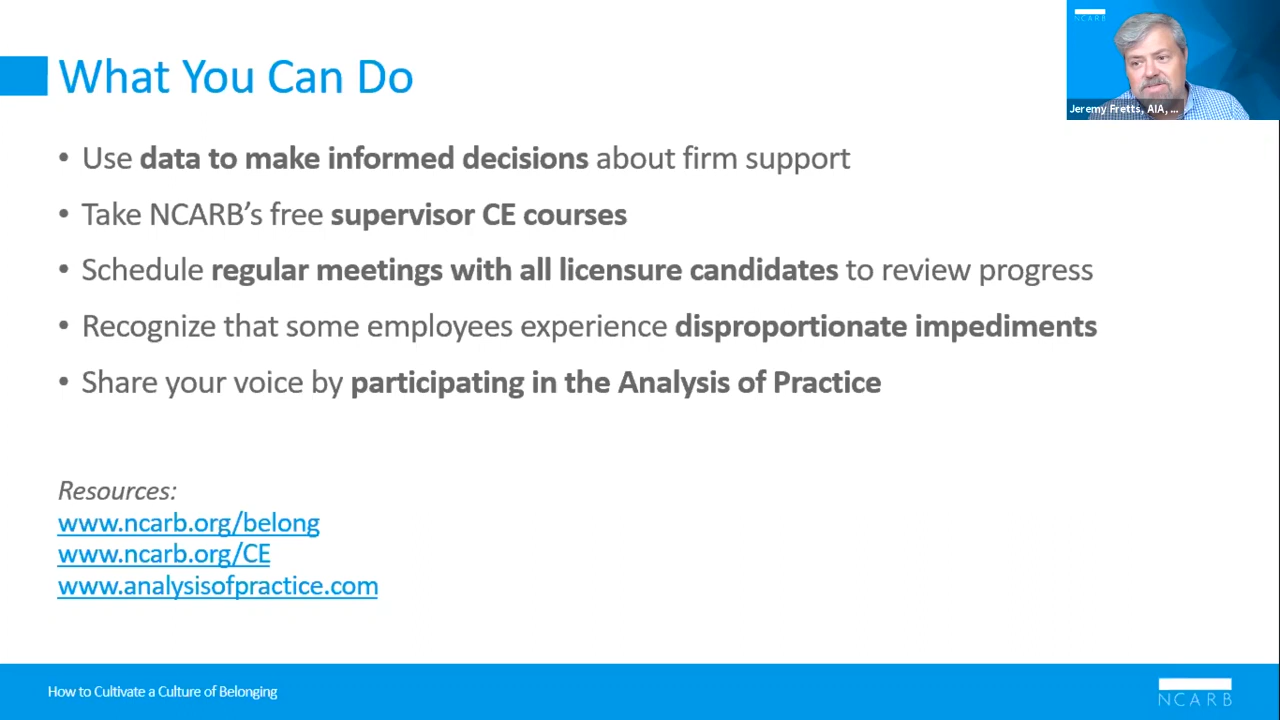 NCARB
Jeremy Fretts, AIA, ...
What You Can Do
• Use data to make informed decisions about firm support
• Take NCARB’s free supervisor CE courses
• Schedule regular meetings with all licensure candidates to review progress
• Recognize that some employees experience disproportionate impediments
• Share your voice by participating in the Analysis of Practice
Resources:
www.ncarb.org/belong
www.ncarb.org/CE
www.analysisofpractice.com
How to Cultivate a Culture of Belonging
NCARB